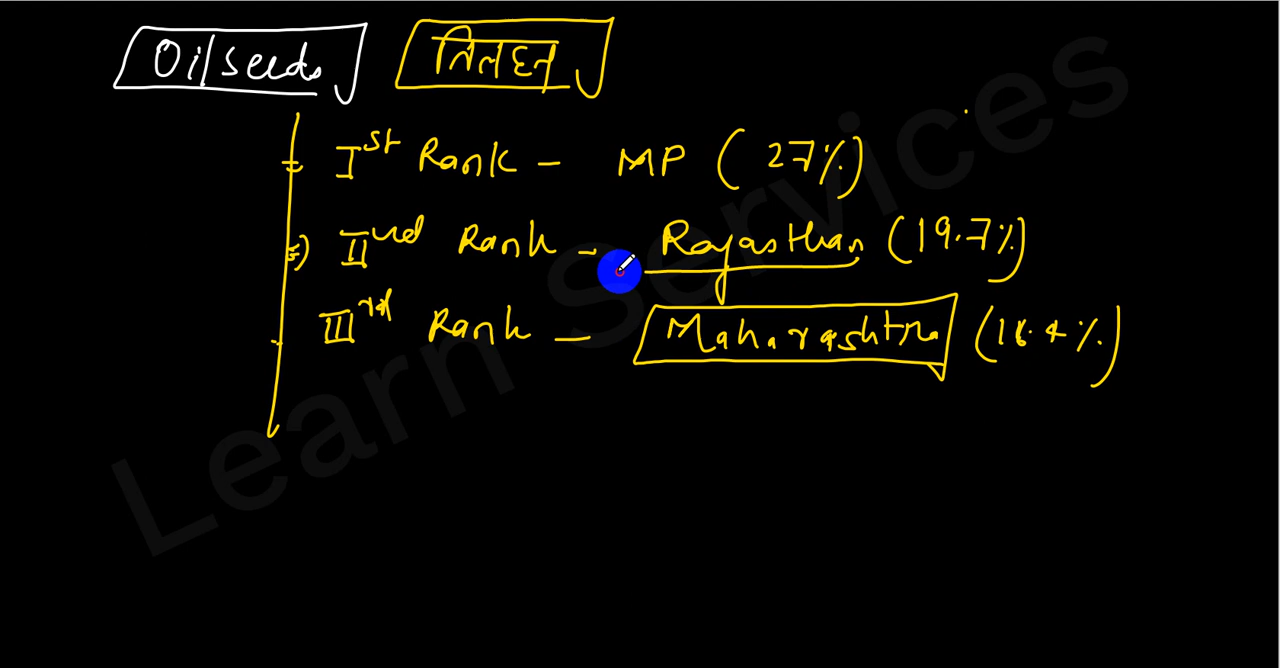 Oilseeds तिलहन
Ist Rank - MP (27%)
IInd Rank - Rajasthan (19.7%)
IIIrd Rank - Maharashtra (18.4%)
Learn Services